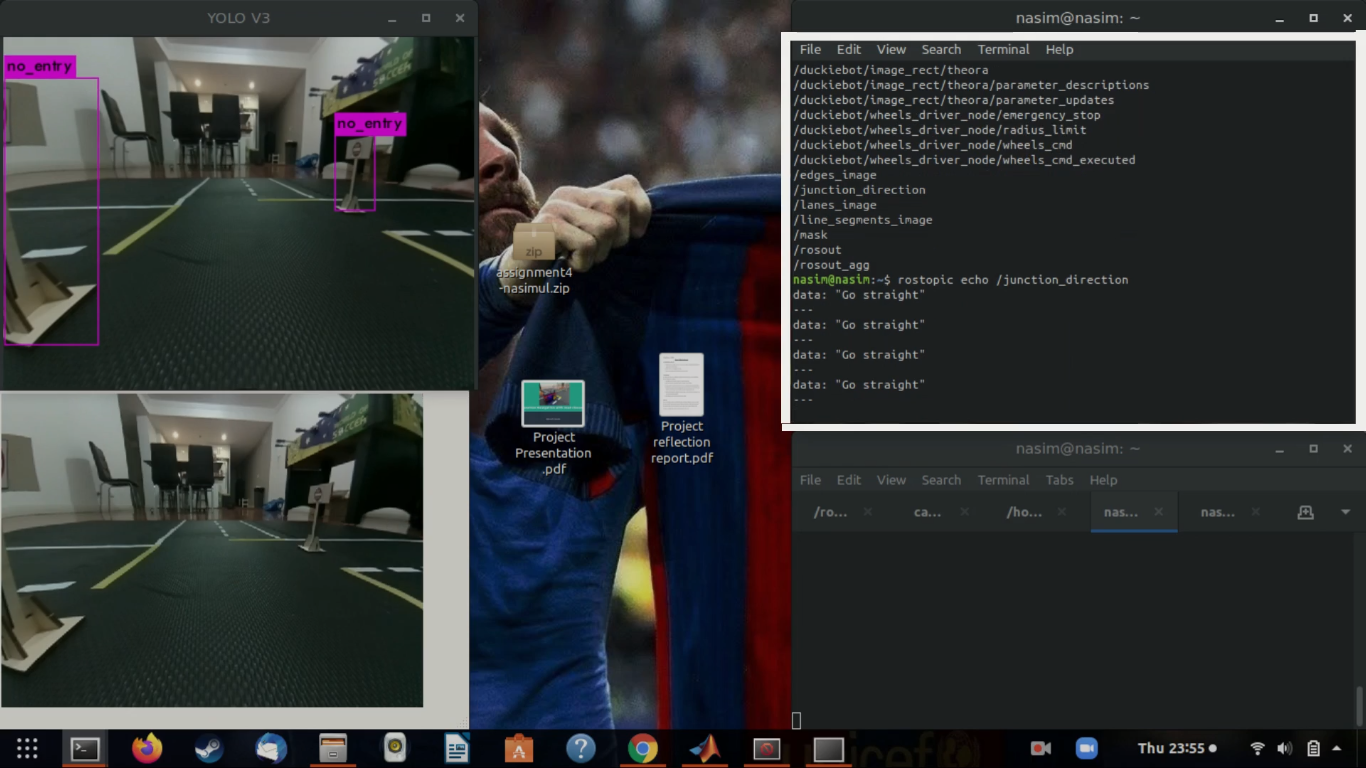 YOLO V3
no_entry
no_entry
SOCCER
SOCCER
zip
assignment4
-nasimul.zip
Project
Presentation
.pdf
Project
reflection
report.pdf
nasim@nasim: ~
File Edit View Search Terminal Help
/duckiebot/image_rect/theora
/duckiebot/image_rect/theora/parameter_descriptions
/duckiebot/image_rect/theora/parameter_updates
/duckiebot/wheels_driver_node/emergency_stop
/duckiebot/wheels_driver_node/radius_limit
/duckiebot/wheels_driver_node/wheels_cmd
/duckiebot/wheels_driver_node/wheels_cmd_executed
/edges_image
/junction_direction
/lanes_image
/line_segments_image
/mask
/rosout
/rosout_agg
nasim@nasim:~$ rostopic echo /junction_direction
data: "Go straight"
---
data: "Go straight"
---
data: "Go straight"
---
data: "Go straight"
---
nasim@nasim: ~
File Edit View Search Terminal Tabs Help
/ro... ca... /ho... nas... nas...
unicef
Thu 23:55